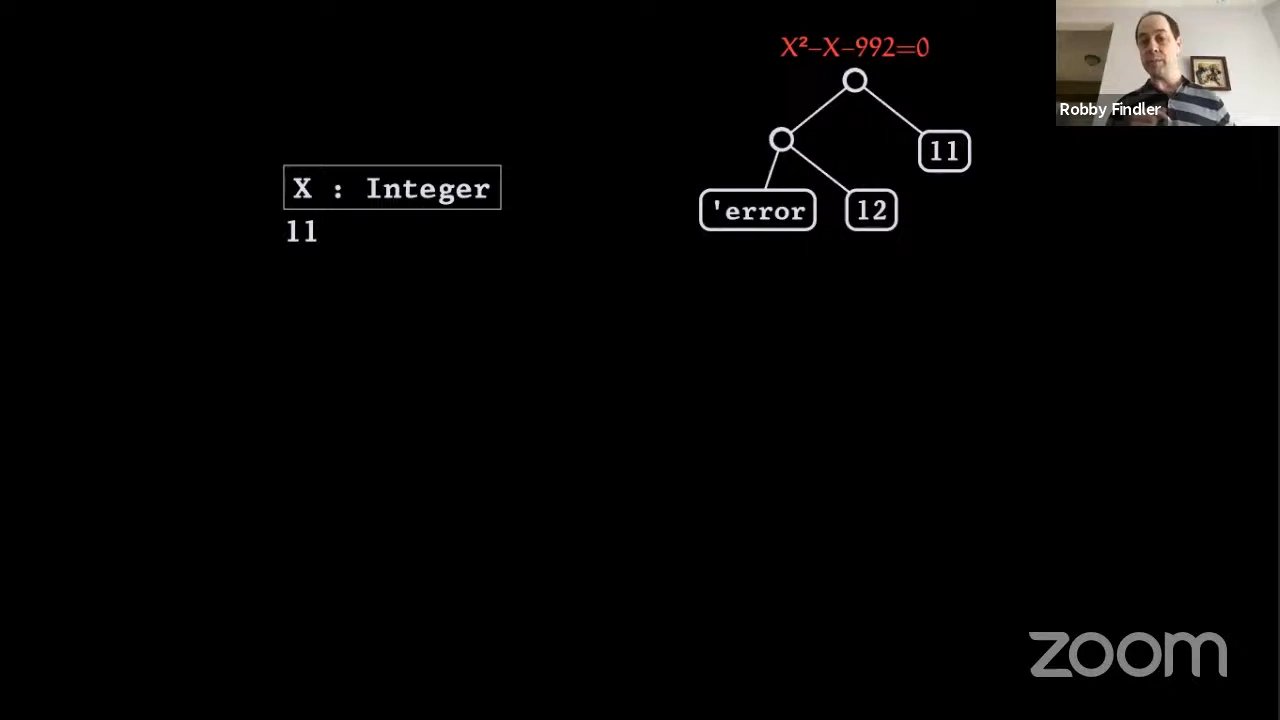 X²–X–992=0
Robby Findler
11
X : Integer
'error
12
11
zoom